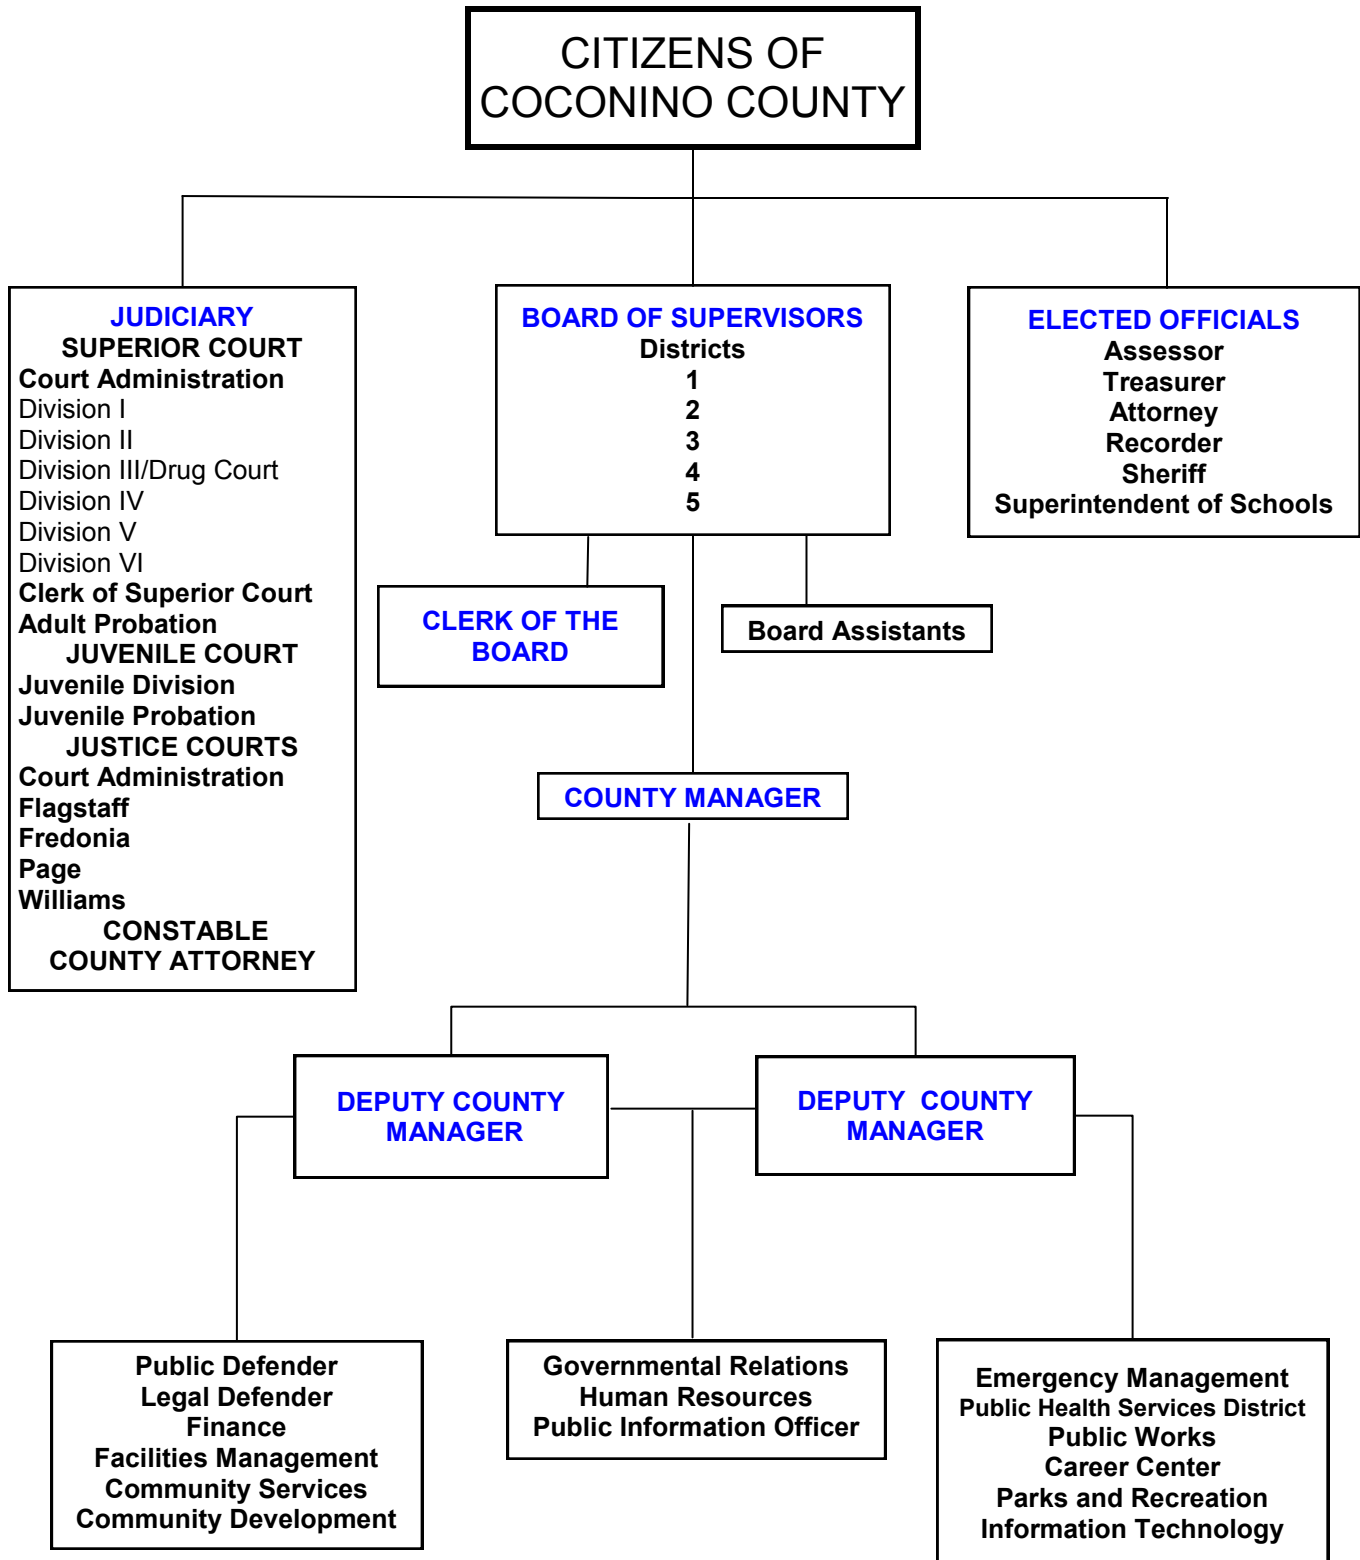 CITIZENS OF
COCONINO COUNTY
JUDICIARY
SUPERIOR COURT
Court Administration
Division I
Division II
Division III/Drug Court
Division IV
Division V
Division VI
Clerk of Superior Court
Adult Probation
JUVENILE COURT
Juvenile Division
Juvenile Probation
JUSTICE COURTS
Court Administration
Flagstaff
Fredonia
Page
Williams
CONSTABLE
COUNTY ATTORNEY
BOARD OF SUPERVISORS
Districts
1
2
3
4
5
ELECTED OFFICIALS
Assessor
Treasurer
Attorney
Recorder
Sheriff
Superintendent of Schools
CLERK OF THE
BOARD
Board Assistants
COUNTY MANAGER
DEPUTY COUNTY
MANAGER
DEPUTY COUNTY
MANAGER
Public Defender
Legal Defender
Finance
Facilities Management
Community Services
Community Development
Governmental Relations
Human Resources
Public Information Officer
Emergency Management
Public Health Services District
Public Works
Career Center
Parks and Recreation
Information Technology